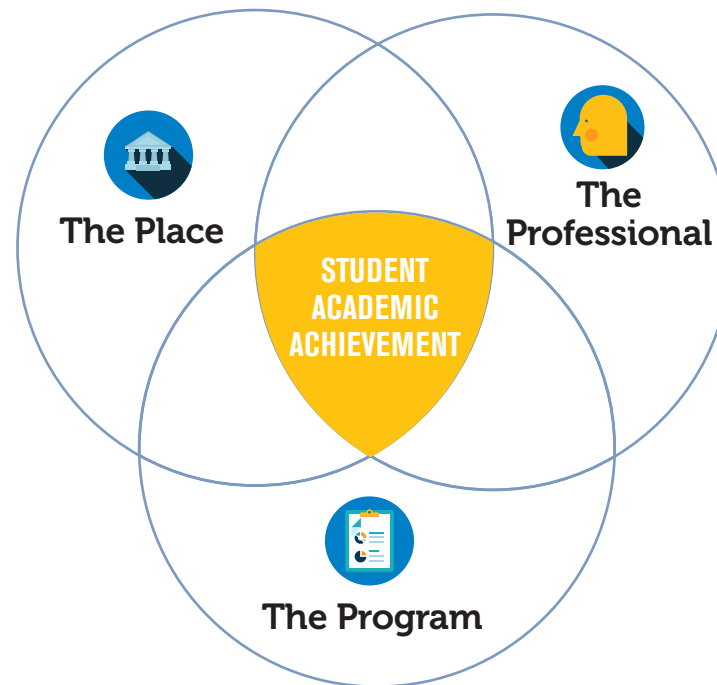 The Place
The
Professional
STUDENT
ACADEMIC
ACHIEVEMENT
The Program